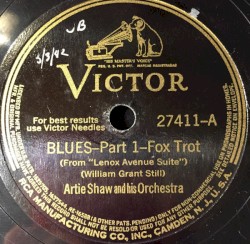 JB
3/3/42
"HIS MASTER'S VOICE"
VICTOR
For best results
use Victor Needles
27411-A
BLUES-Part 1-Fox Trot
(From "Lenox Avenue Suite")
(William Grant Still)
Artie Shaw and his Orchestra
RCA MANUFACTURING CO., INC., CAMDEN, N. J., U. S. A.